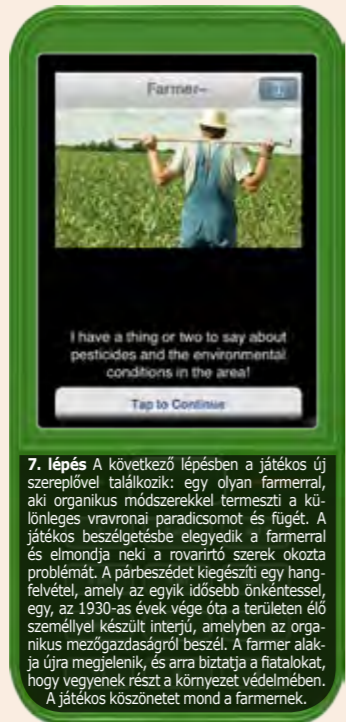 Farmer–
I have a thing or two to say about
pesticides and the environmental
conditions in the area!
Tap to Continue
7. lépés A következő lépésben a játékos új
szereplővel találkozik: egy olyan farmerral,
aki organikus módszerekkel termeszti a kü-
lönleges vravronai paradicsomot és fügét. A
játékos beszélgetésbe elegyedik a farmerral
és elmondja neki a rovarirtó szerek okozta
problémát. A párbeszédet kiegészíti egy hang-
felvétel, amely az egyik idősebb önkéntessel,
egy, az 1930-as évek vége óta a területen élő
személlyel készült interjú, amelyben az orga-
nikus mezőgazdaságról beszél. A farmer alak-
ja újra megjelenik, és arra biztatja a fiatalokat,
hogy vegyenek részt a környezet védelmében.
A játékos köszönetet mond a farmernek.